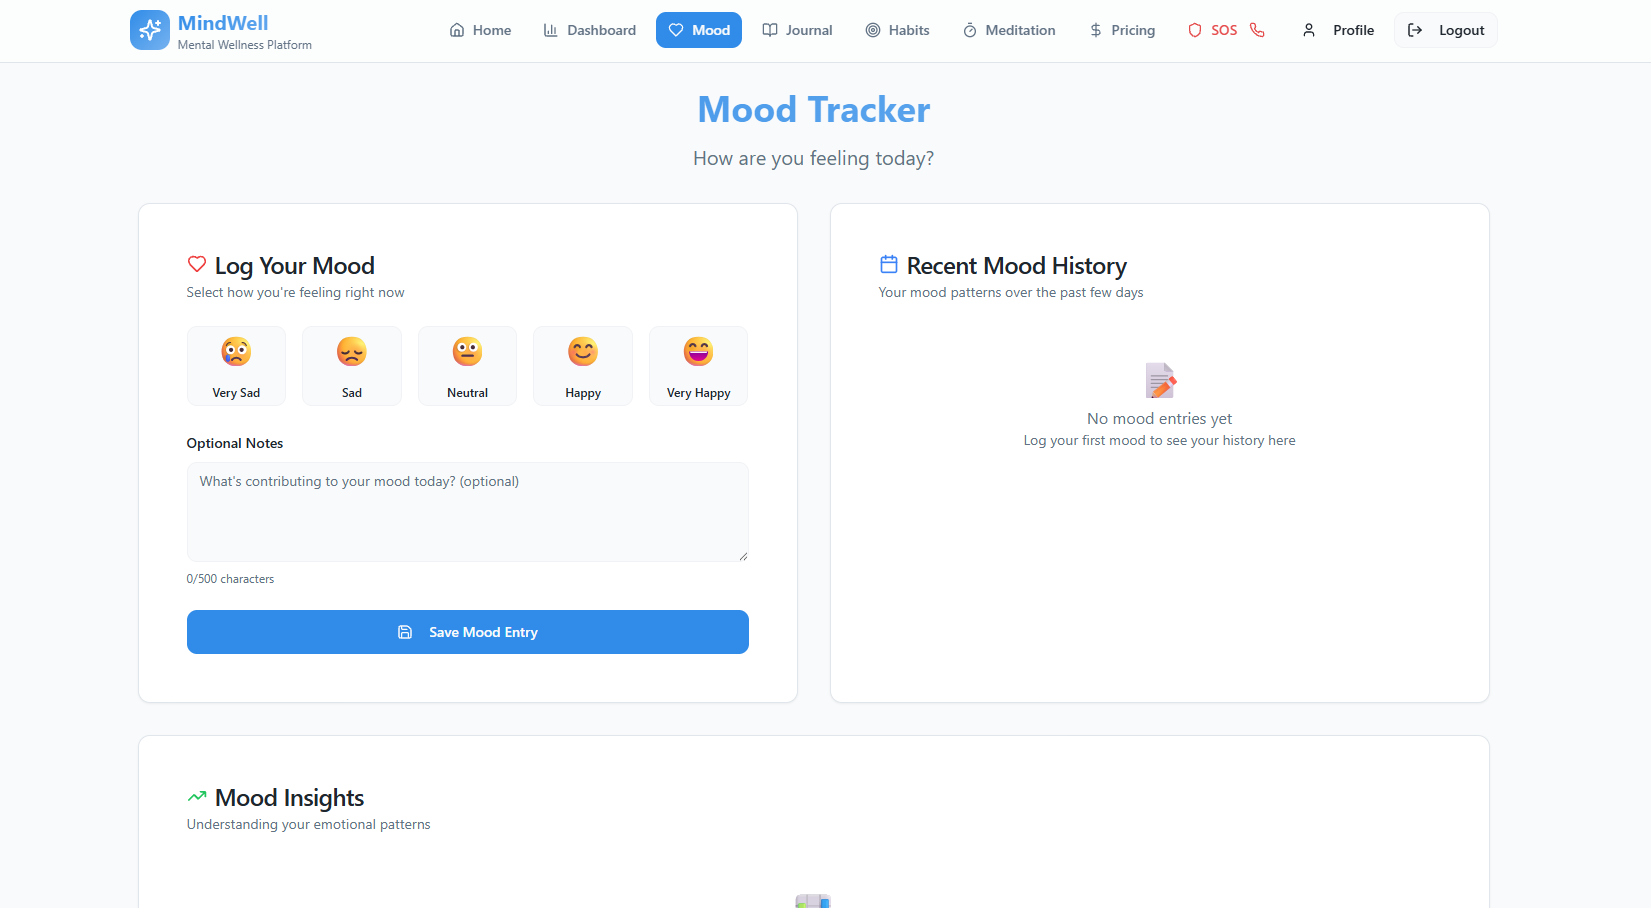 MindWell
Mental Wellness Platform
Home
Dashboard
Mood
Journal
Habits
Meditation
Pricing
SOS
Profile
Logout
Mood Tracker
How are you feeling today?
Log Your Mood
Select how you're feeling right now
Very Sad
Sad
Neutral
Happy
Very Happy
Optional Notes
What's contributing to your mood today? (optional)
0/500 characters
Save Mood Entry
Recent Mood History
Your mood patterns over the past few days
No mood entries yet
Log your first mood to see your history here
Mood Insights
Understanding your emotional patterns